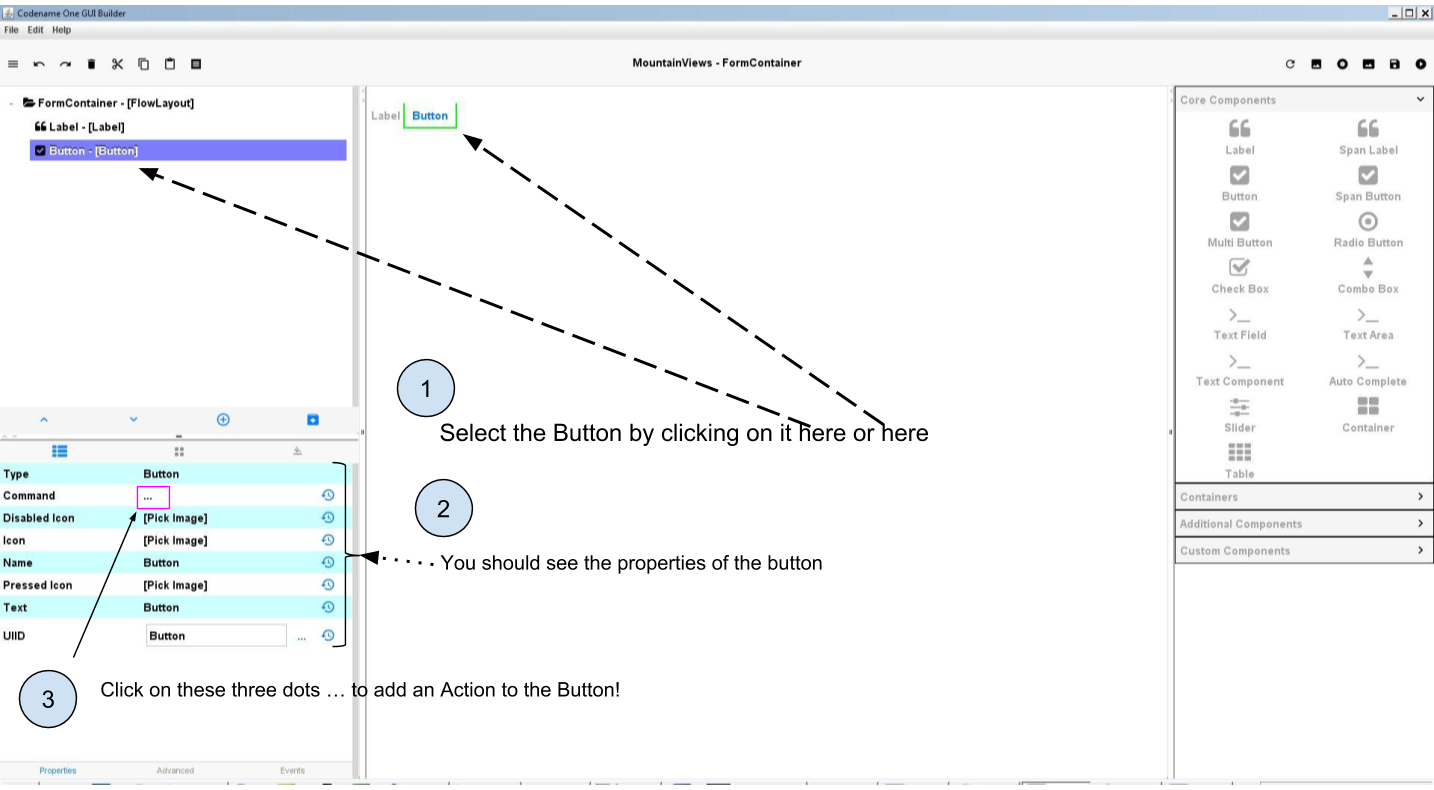 Codename One GUI Builder
File Edit Help
MountainViews - FormContainer
FormContainer - [FlowLayout]
Label - [Label]
Button - [Button]
Label Button
Core Components
Label Span Label
Button Span Button
Multi Button Radio Button
Check Box Combo Box
Text Field Text Area
Text Component Auto Complete
Slider Container
Table
Containers
Additional Components
Custom Components
1
Select the Button by clicking on it here or here
2
You should see the properties of the button
Type Button
Command ...
Disabled Icon [Pick Image]
Icon [Pick Image]
Name Button
Pressed Icon [Pick Image]
Text Button
UIID Button ...
3
Click on these three dots … to add an Action to the Button!
Properties Advanced Events